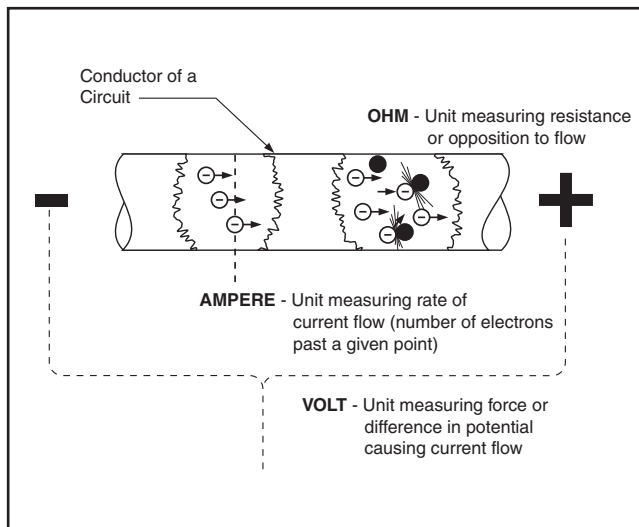 Conductor of a
Circuit
OHM - Unit measuring resistance
or opposition to flow
AMPERE - Unit measuring rate of
current flow (number of electrons
past a given point)
VOLT - Unit measuring force or
difference in potential
causing current flow